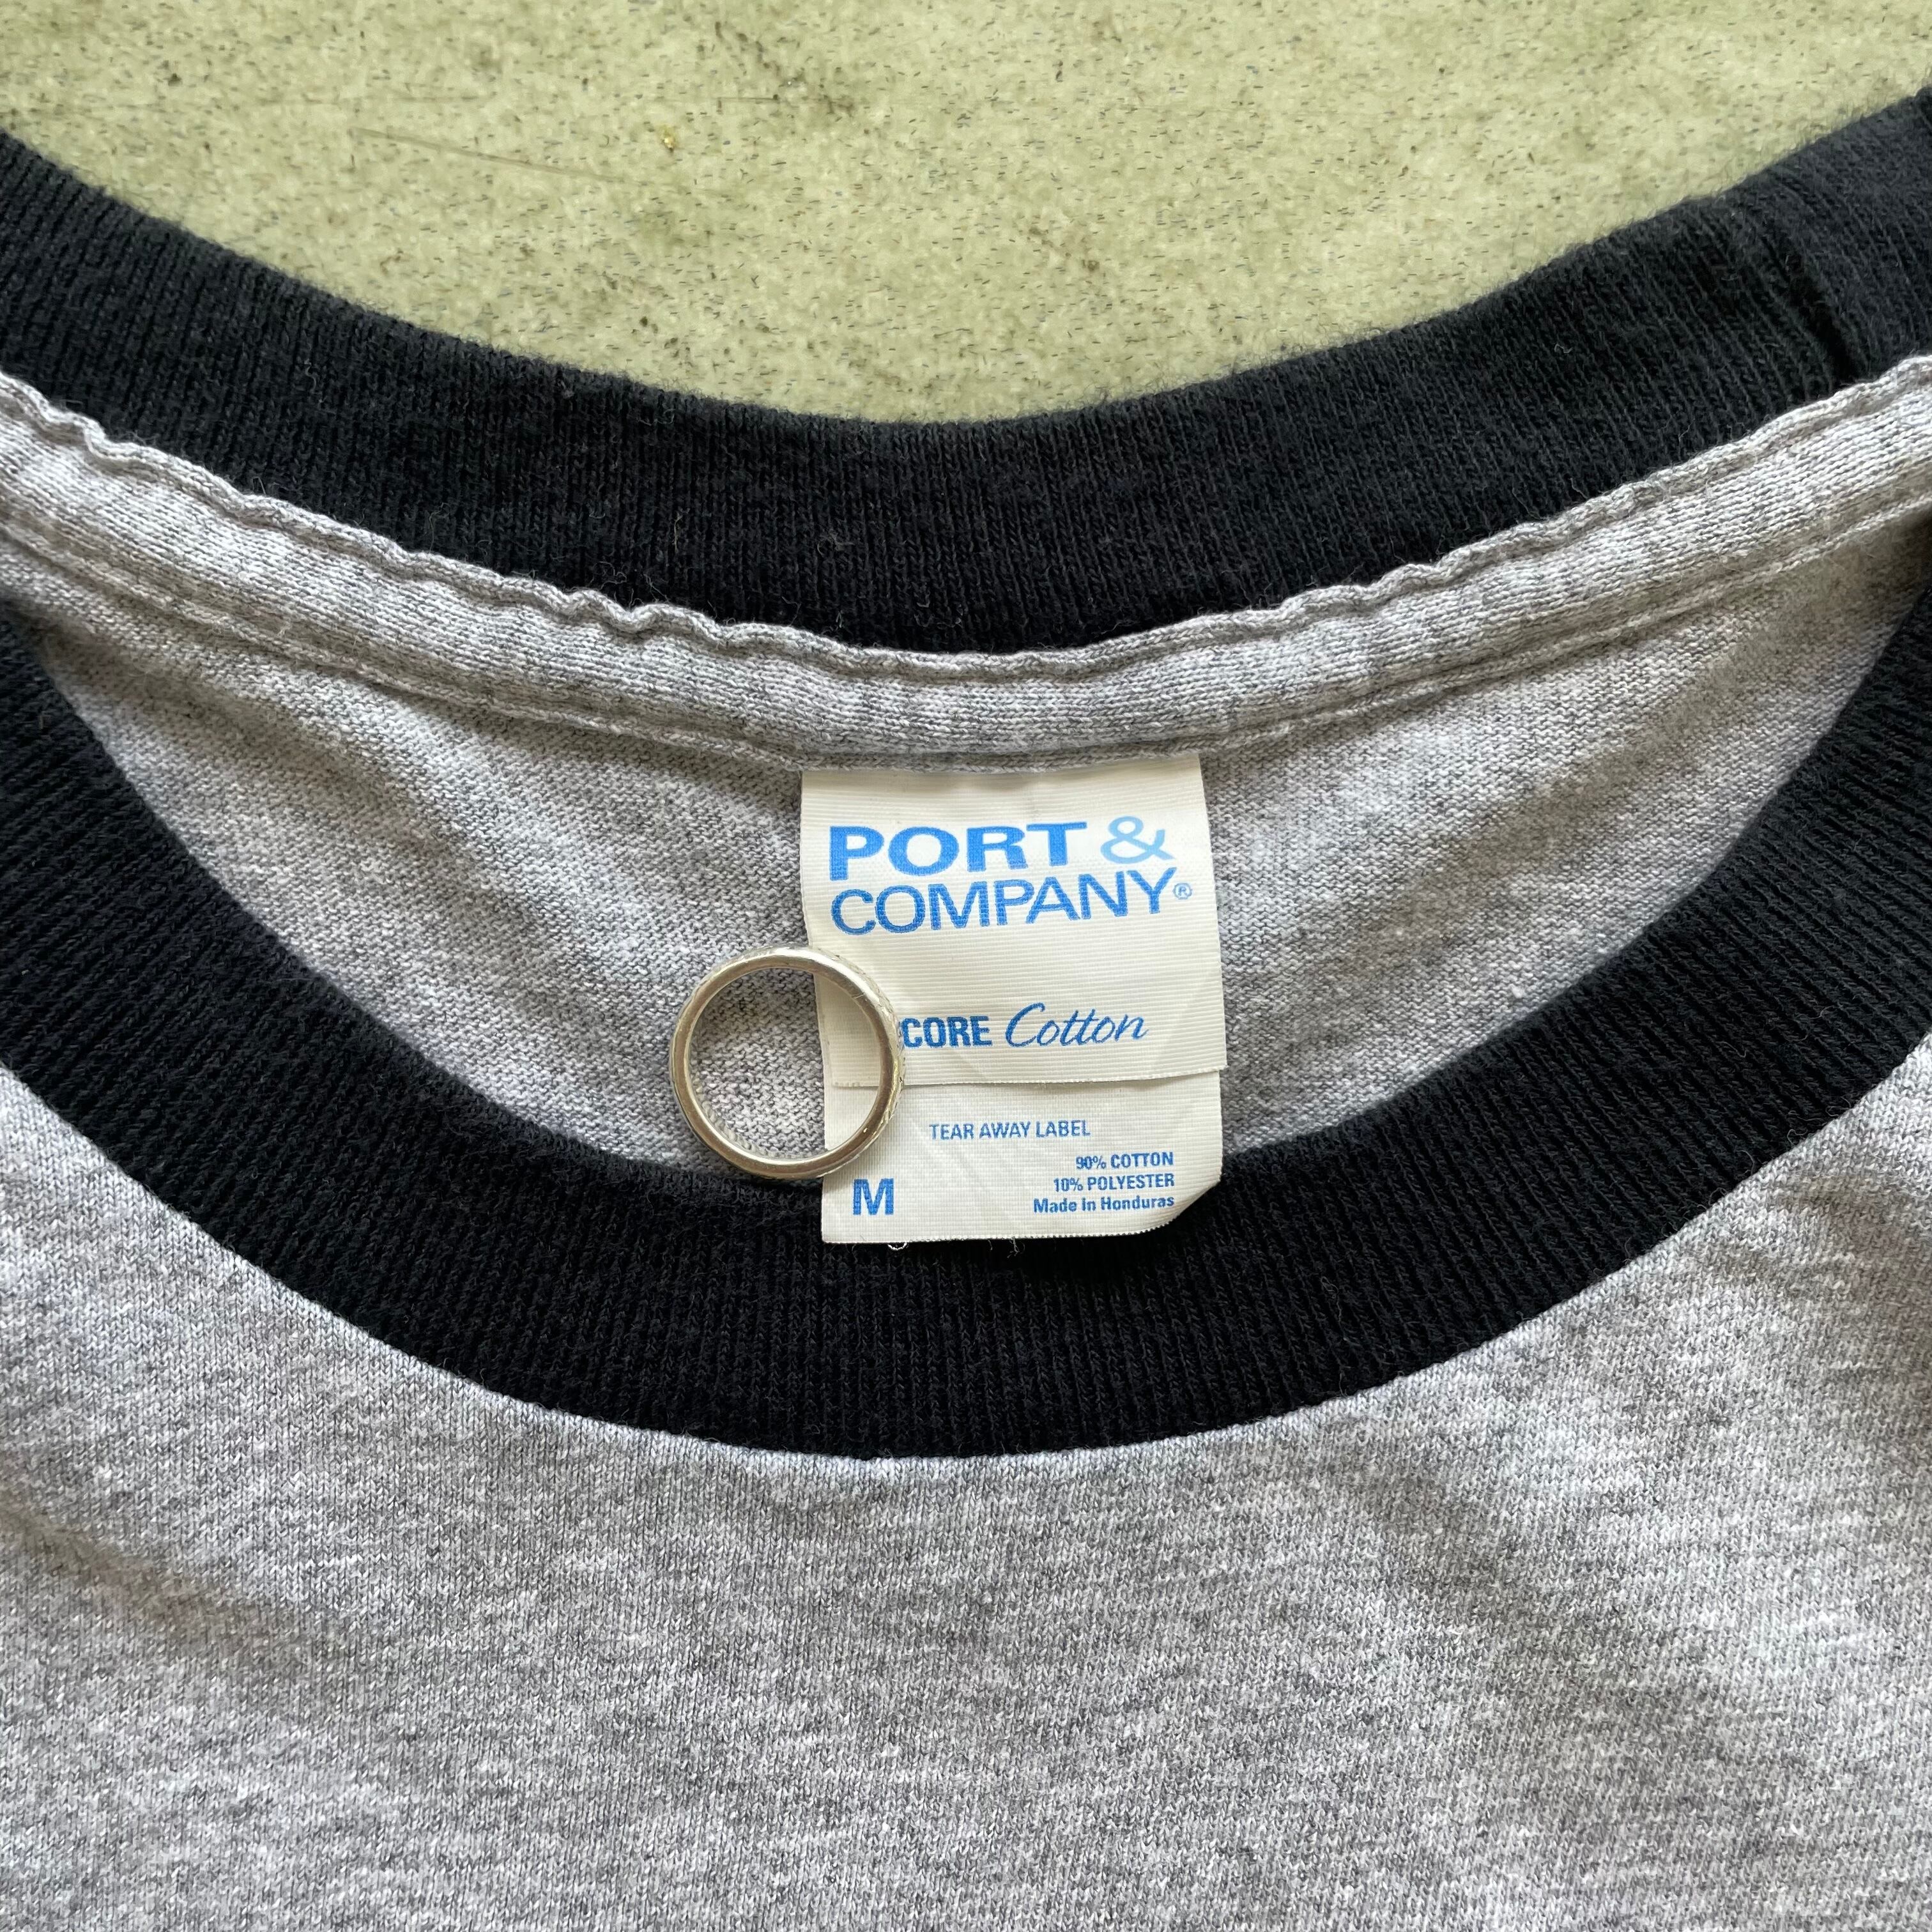 PORT &
COMPANY®
CORE Cotton
TEAR AWAY LABEL
90% COTTON
10% POLYESTER
M
Made in Honduras